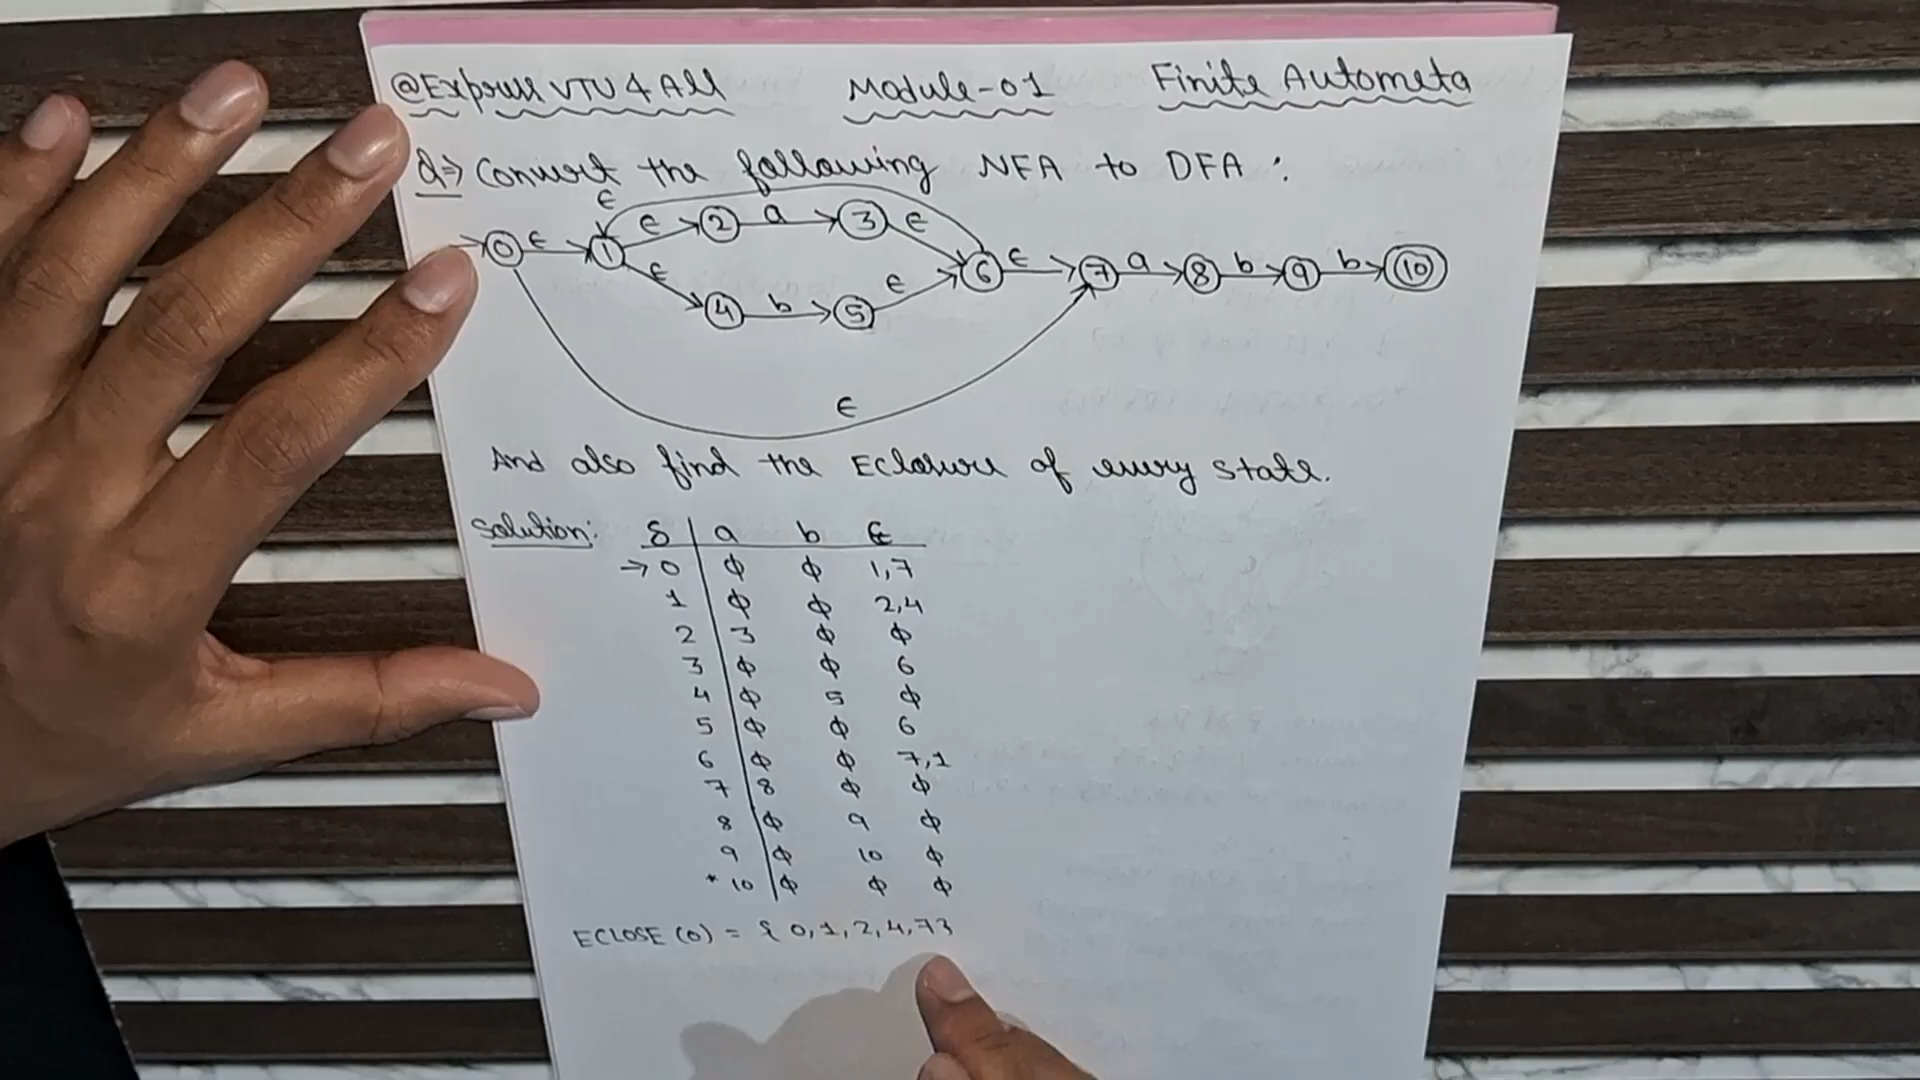 @Express VTU 4 All Module-01 Finite Autometa
Q⇒ Convert the following NFA to DFA :
ϵ
ϵ 2 a 3 ϵ
→ 0 ϵ 1 6 ϵ 7 a 8 b 9 b 10
ϵ 4 b 5 ϵ
ϵ
And also find the Eclosure of every state.
Solution: δ a b ϵ
→ 0 ϕ ϕ 1,7
1 ϕ ϕ 2,4
2 3 ϕ ϕ
3 ϕ ϕ 6
4 ϕ 5 ϕ
5 ϕ ϕ 6
6 ϕ ϕ 7,1
7 8 ϕ ϕ
8 ϕ 9 ϕ
9 ϕ 10 ϕ
* 10 ϕ ϕ ϕ
ECLOSE (0) = { 0, 1, 2, 4, 7}